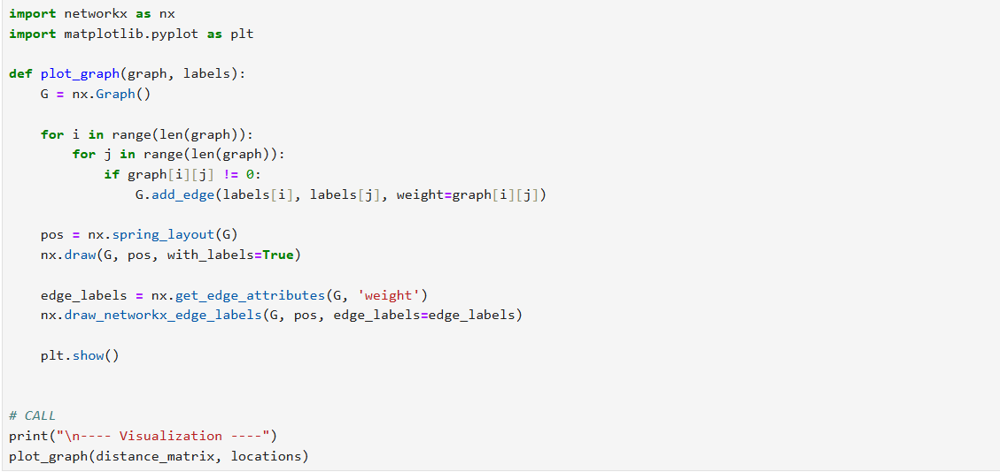 import networkx as nx
import matplotlib.pyplot as plt

def plot_graph(graph, labels):
    G = nx.Graph()

    for i in range(len(graph)):
        for j in range(len(graph)):
            if graph[i][j] != 0:
                G.add_edge(labels[i], labels[j], weight=graph[i][j])

    pos = nx.spring_layout(G)
    nx.draw(G, pos, with_labels=True)

    edge_labels = nx.get_edge_attributes(G, 'weight')
    nx.draw_networkx_edge_labels(G, pos, edge_labels=edge_labels)

    plt.show()


# CALL
print("\n---- Visualization ----")
plot_graph(distance_matrix, locations)